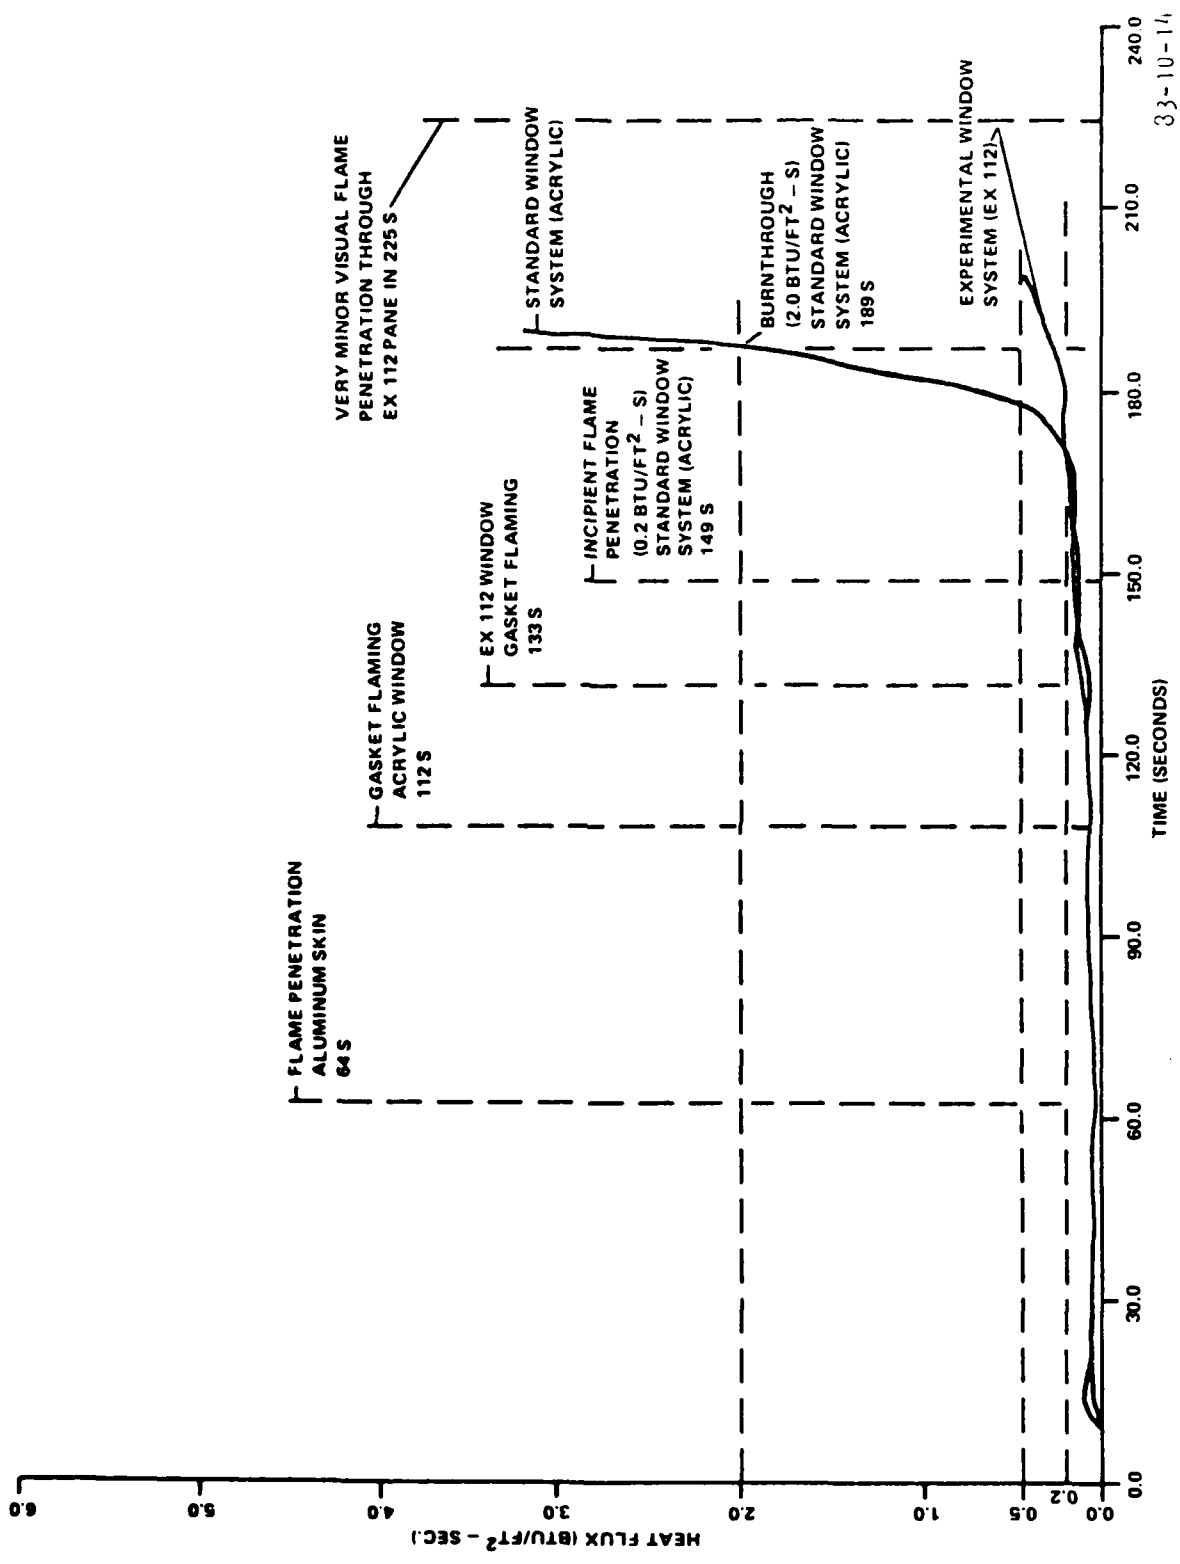 VERY MINOR VISUAL FLAME
PENETRATION THROUGH
EX 112 PANE IN 225 S
FLAME PENETRATION
ALUMINUM SKIN
64 S
GASKET FLAMING
ACRYLIC WINDOW
112 S
EX 112 WINDOW
GASKET FLAMING
133 S
INCIPIENT FLAME
PENETRATION
(0.2 BTU/FT² – S)
STANDARD WINDOW
SYSTEM (ACRYLIC)
149 S
STANDARD WINDOW
SYSTEM (ACRYLIC)
BURNTHROUGH
(2.0 BTU/FT² – S)
STANDARD WINDOW
SYSTEM (ACRYLIC)
189 S
EXPERIMENTAL WINDOW
SYSTEM (EX 112)
HEAT FLUX (BTU/FT² – SEC.)
6.0
5.0
4.0
3.0
2.0
1.0
0.5
0.2
0.0
0.0
30.0
60.0
90.0
120.0
150.0
180.0
210.0
240.0
TIME (SECONDS)
33-10-14